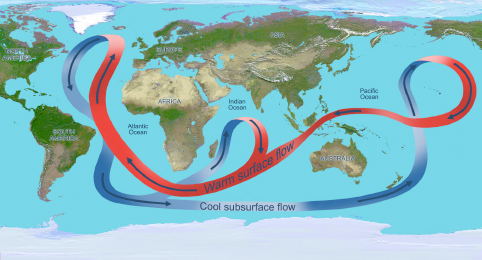 NORTH
AMERICA
EUROPE
ASIA
AFRICA
Indian
Ocean
Pacific
Ocean
Atlantic
Ocean
SOUTH
AMERICA
AUSTRALIA
Warm surface flow
Cool subsurface flow